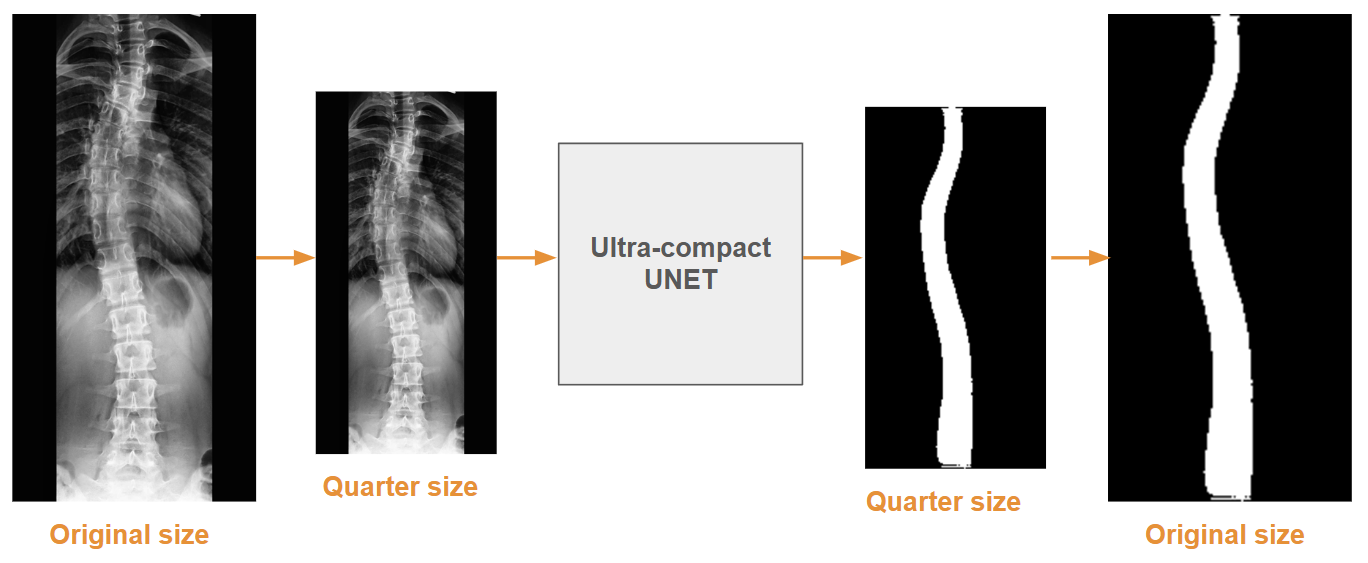 Ultra-compact
UNET
Quarter size
Quarter size
Original size
Original size